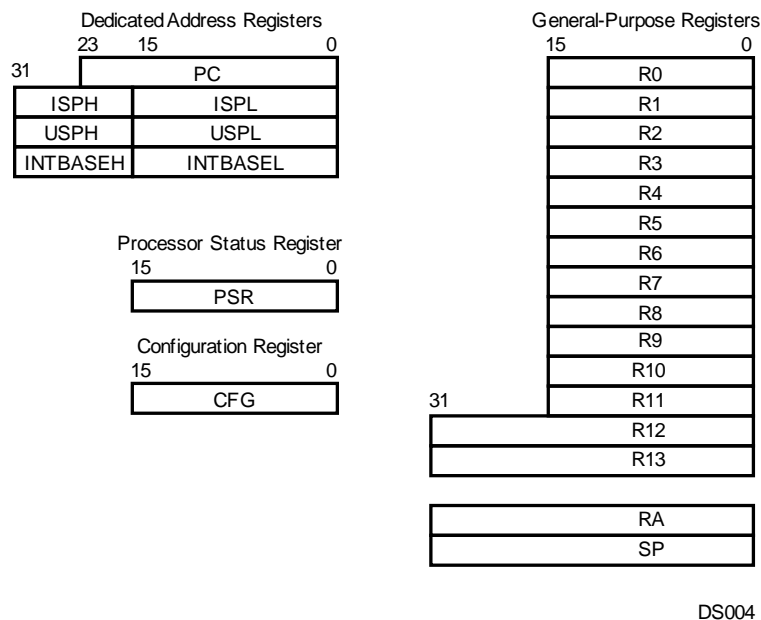 Dedicated Address Registers
23 15 0
31
PC
ISPH ISPL
USPH USPL
INTBASEH INTBASEL
Processor Status Register
15 0
PSR
Configuration Register
15 0
CFG
General-Purpose Registers
15 0
R0
R1
R2
R3
R4
R5
R6
R7
R8
R9
R10
31
R11
R12
R13
RA
SP
DS004